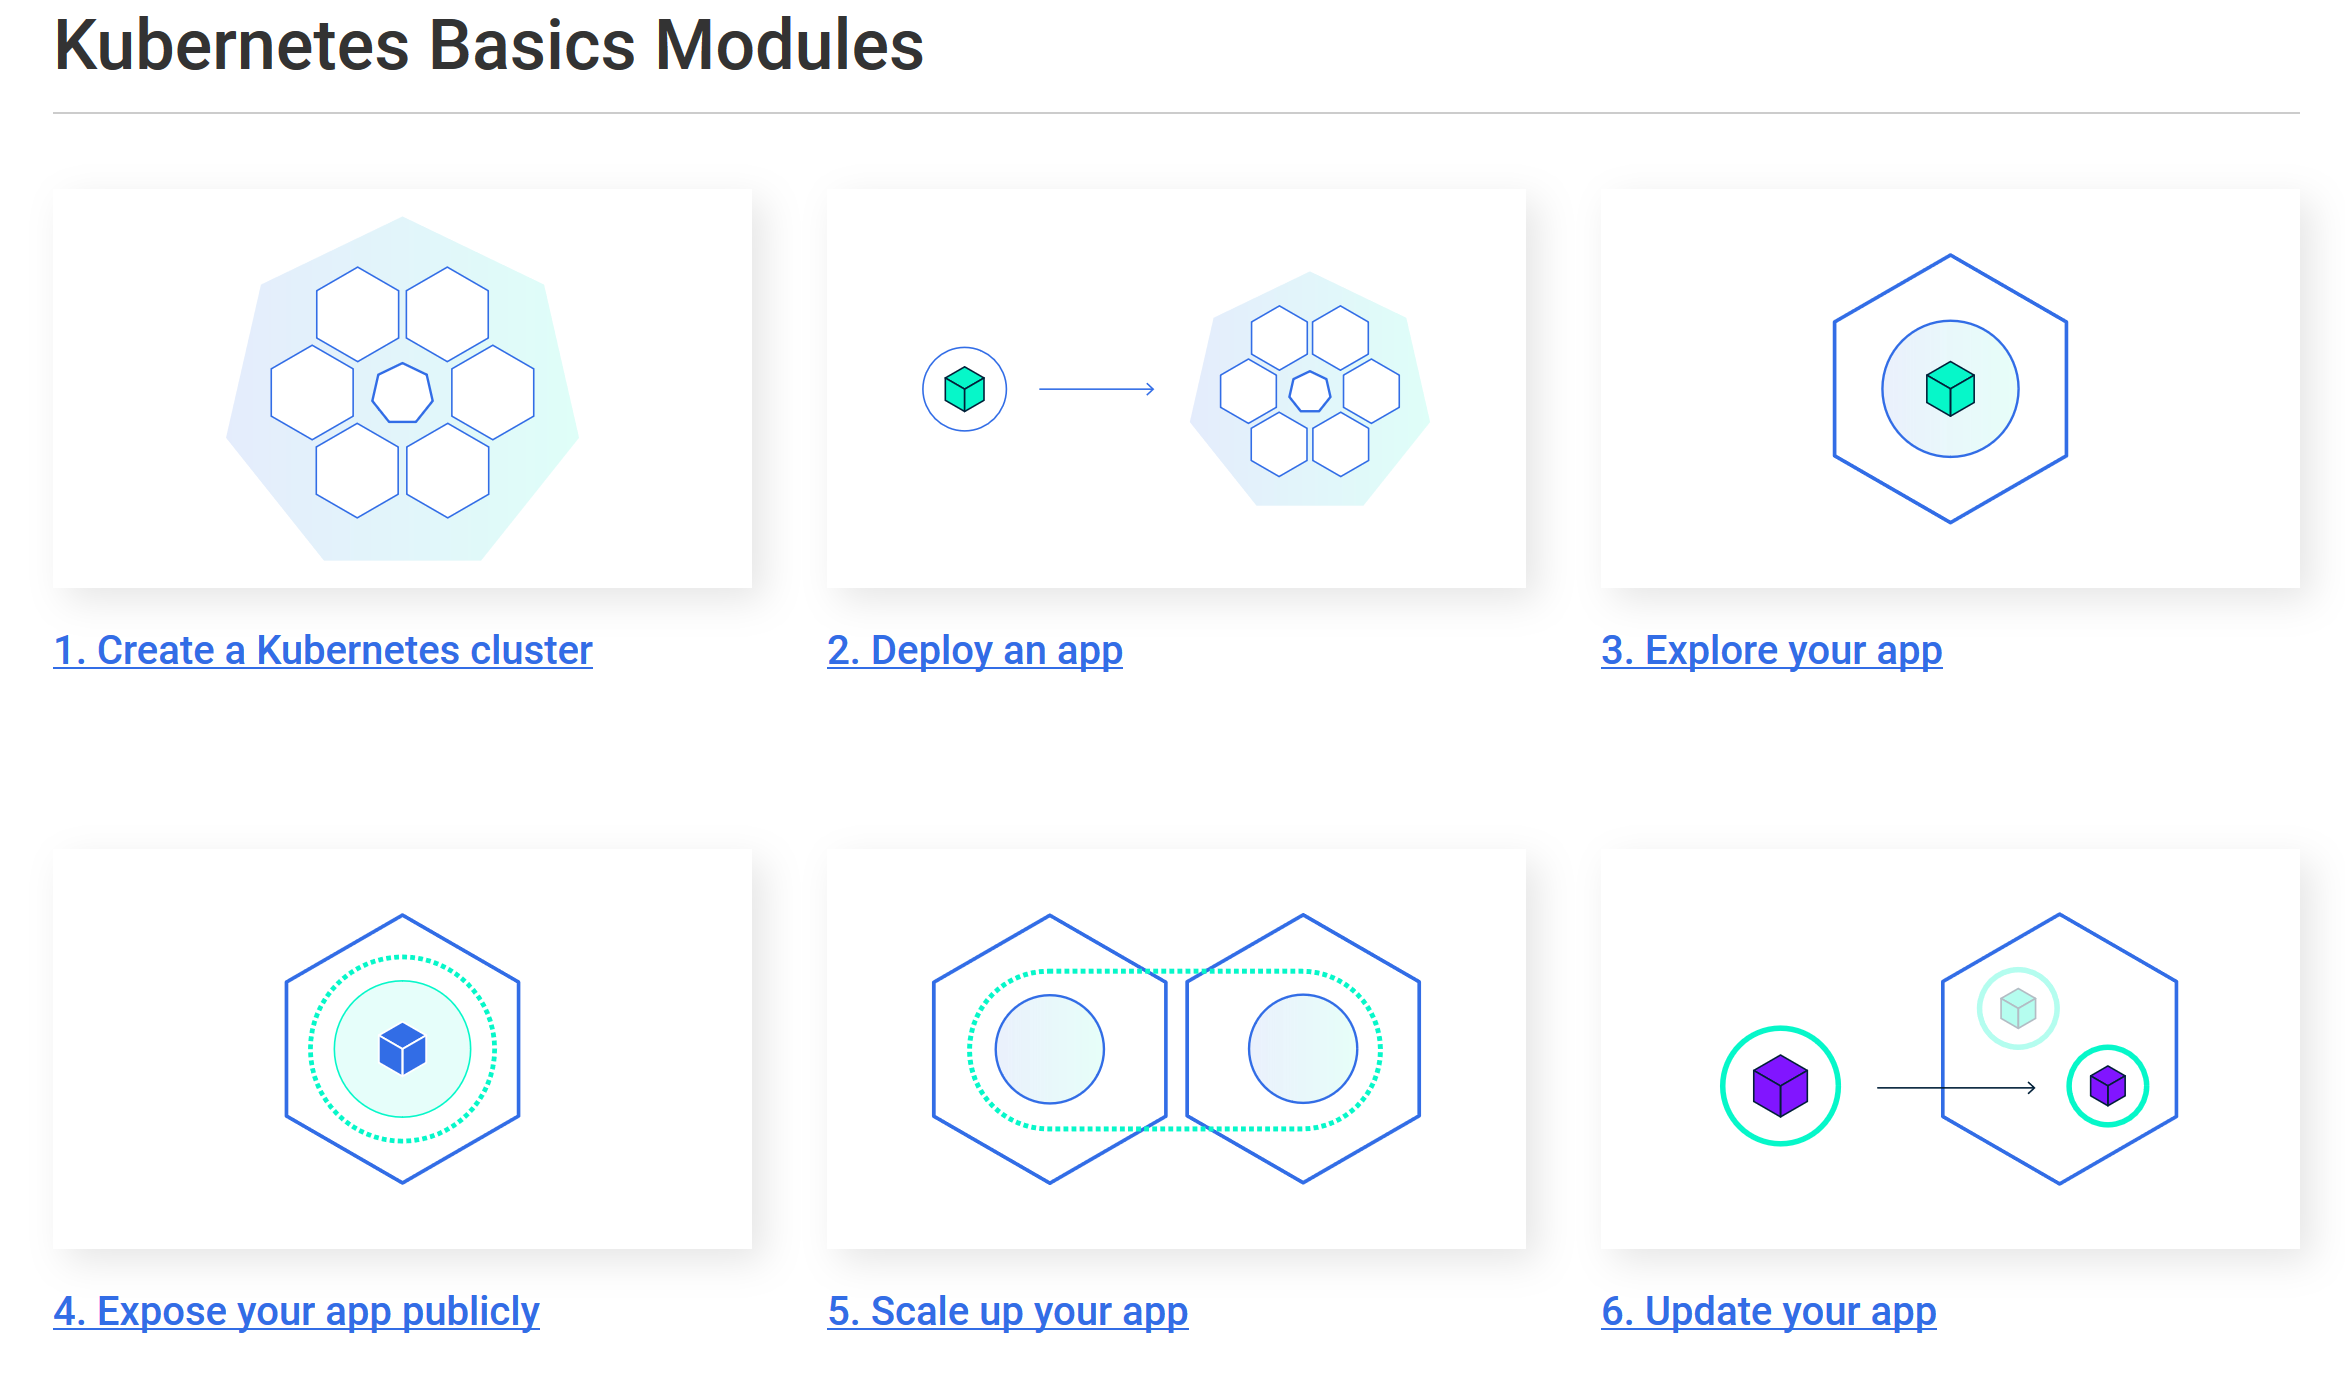 Kubernetes Basics Modules
1. Create a Kubernetes cluster
2. Deploy an app
3. Explore your app
4. Expose your app publicly
5. Scale up your app
6. Update your app